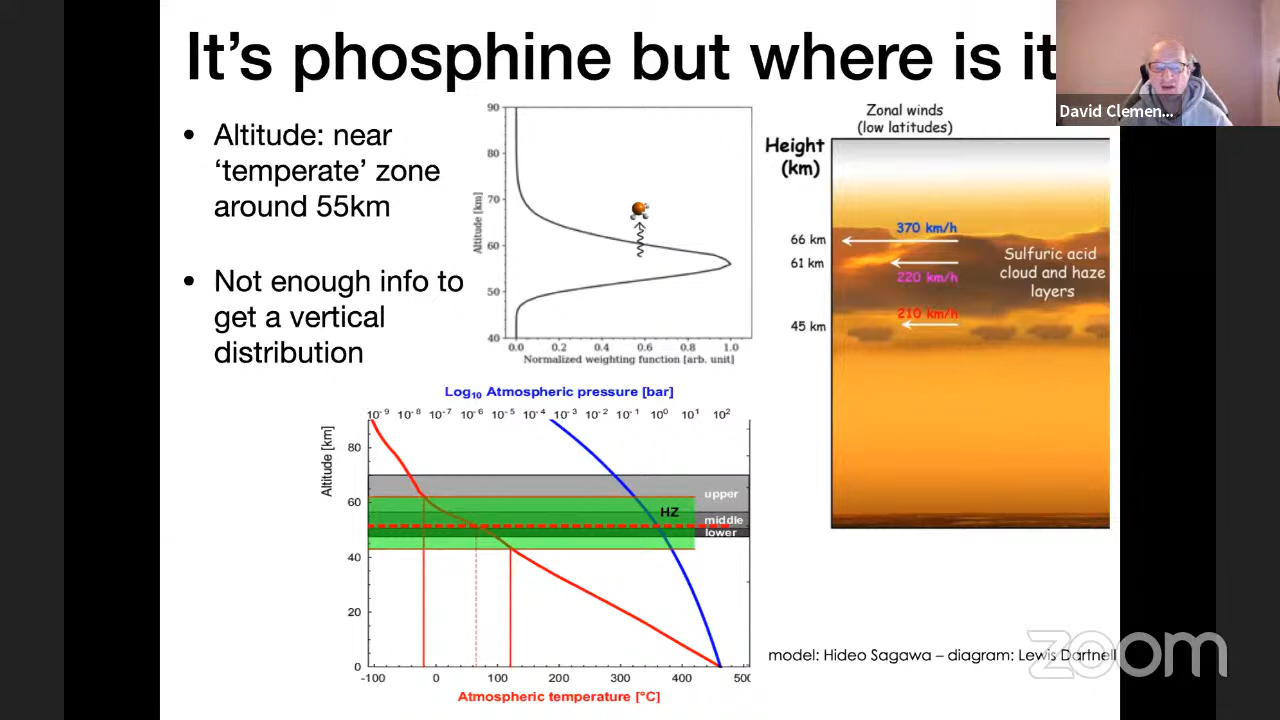 It's phosphine but where is it
David Clemen...
• Altitude: near
'temperate' zone
around 55km
• Not enough info to
get a vertical
distribution
90
80
70
60
50
40
Altitude [km]
0.0 0.2 0.4 0.6 0.8 1.0
Normalized weighting function [arb. unit]
Zonal winds
(low latitudes)
Height
(km)
66 km
61 km
45 km
370 km/h
220 km/h
210 km/h
Sulfuric acid
cloud and haze
layers
Log₁₀ Atmospheric pressure [bar]
10⁻⁹ 10⁻⁸ 10⁻⁷ 10⁻⁶ 10⁻⁵ 10⁻⁴ 10⁻³ 10⁻² 10⁻¹ 10⁰ 10¹ 10²
Altitude [km]
80
60
40
20
0
upper
HZ
middle
lower
-100 0 100 200 300 400 500
Atmospheric temperature [°C]
model: Hideo Sagawa – diagram: Lewis Dartnell
zoom